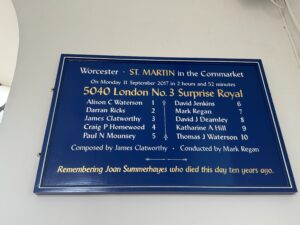 Worcester · ST. MARTIN in the Cornmarket
On Monday 11 September 2017 in 2 hours and 52 minutes
5040 London No. 3 Surprise Royal
Alison C Waterson 1 David Jenkins 6
Darran Ricks 2 Mark Regan 7
James Clatworthy 3 David J Dearnley 8
Craig P Homewood 4 Katharine A Hill 9
Paul N Mounsey 5 Thomas J Waterson 10
Composed by James Clatworthy · Conducted by Mark Regan
Remembering Joan Summerhayes who died this day ten years ago.